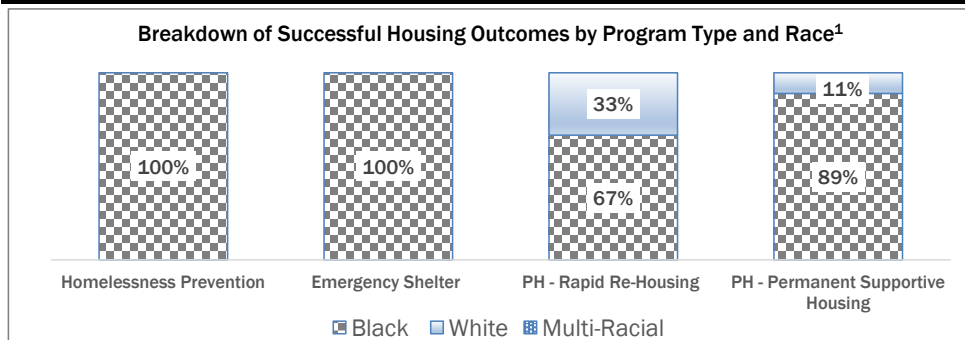 Breakdown of Successful Housing Outcomes by Program Type and Race¹
100% 100% 33% 67% 11% 89%
Homelessness Prevention Emergency Shelter PH - Rapid Re-Housing PH - Permanent Supportive
Housing
Black White Multi-Racial